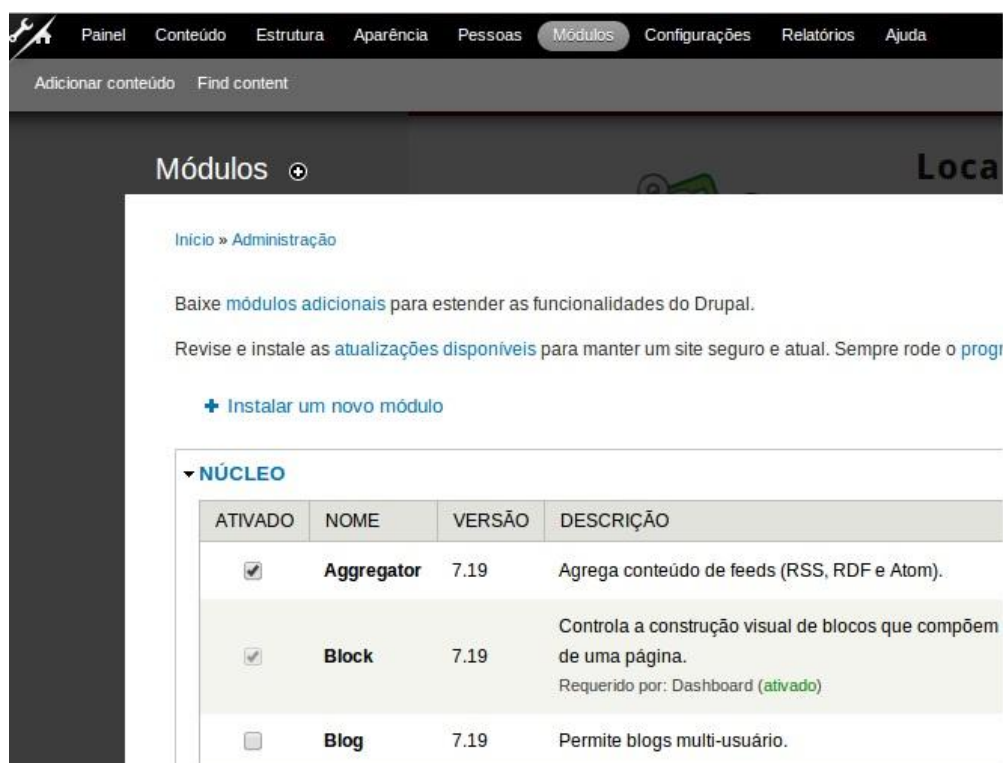 Painel Conteúdo Estrutura Aparência Pessoas Módulos Configurações Relatórios Ajuda
Adicionar conteúdo Find content
Módulos
Loca
Início » Administração
Baixe módulos adicionais para estender as funcionalidades do Drupal.
Revise e instale as atualizações disponíveis para manter um site seguro e atual. Sempre rode o progr
Instalar um novo módulo
NÚCLEO
ATIVADO NOME VERSÃO DESCRIÇÃO
Aggregator 7.19 Agrega conteúdo de feeds (RSS, RDF e Atom).
Controla a construção visual de blocos que compõem
Block 7.19 de uma página.
Requerido por: Dashboard (ativado)
Blog 7.19 Permite blogs multi-usuário.